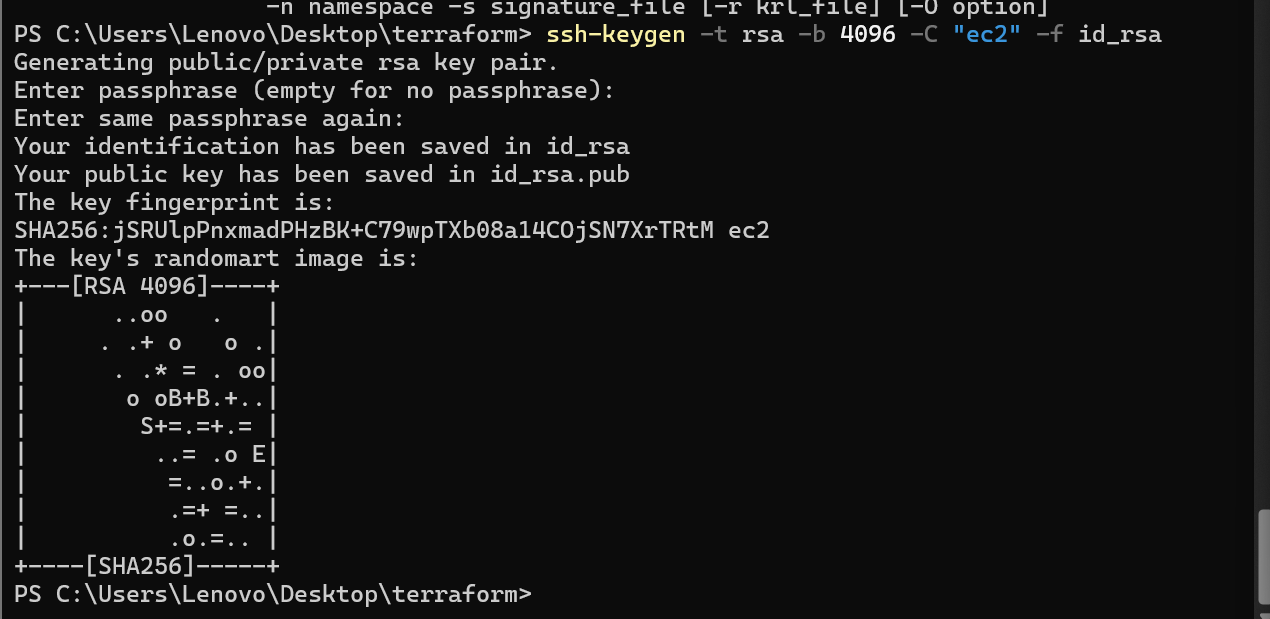 -n namespace -s signature_file [-r krl_file] [-O option]
PS C:\Users\Lenovo\Desktop\terraform> ssh-keygen -t rsa -b 4096 -C "ec2" -f id_rsa
Generating public/private rsa key pair.
Enter passphrase (empty for no passphrase):
Enter same passphrase again:
Your identification has been saved in id_rsa
Your public key has been saved in id_rsa.pub
The key fingerprint is:
SHA256:jSRUlpPnxmadPHzBK+C79wpTXb08a14COjSN7XrTRtM ec2
The key's randomart image is:
+---[RSA 4096]----+
|      ..oo   .   |
|     . .+ o   o .|
|      . .* = . oo|
|       o oB+B.+..|
|        S+=.=+.= |
|         ..= .o E|
|          =..o.+.|
|          .=+ =..|
|          .o.=.. |
+----[SHA256]-----+
PS C:\Users\Lenovo\Desktop\terraform>